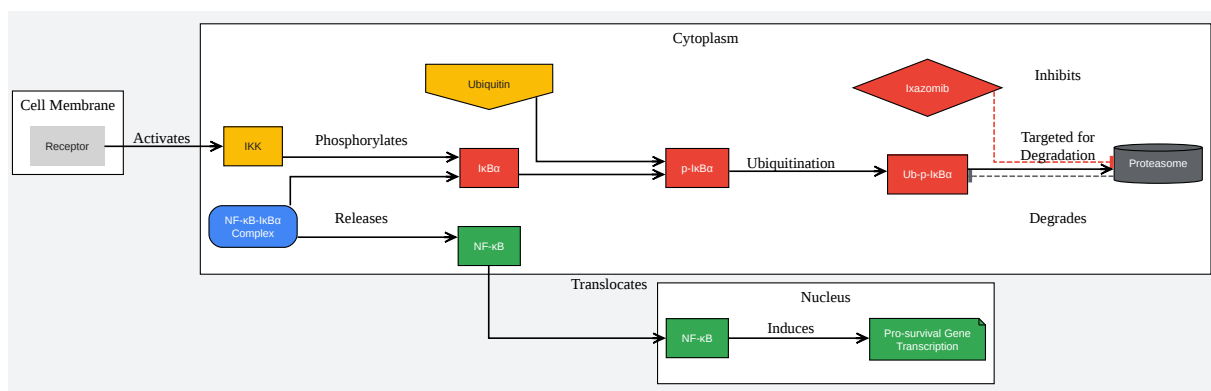 Cytoplasm
Cell Membrane
Receptor
Activates
IKK
Phosphorylates
Ubiquitin
IκBα
p-IκBα
Ubiquitination
Ixazomib
Inhibits
Targeted for
Degradation
Ub-p-IκBα
Proteasome
Degrades
NF-κB-IκBα
Complex
Releases
NF-κB
Translocates
Nucleus
NF-κB
Induces
Pro-survival Gene
Transcription